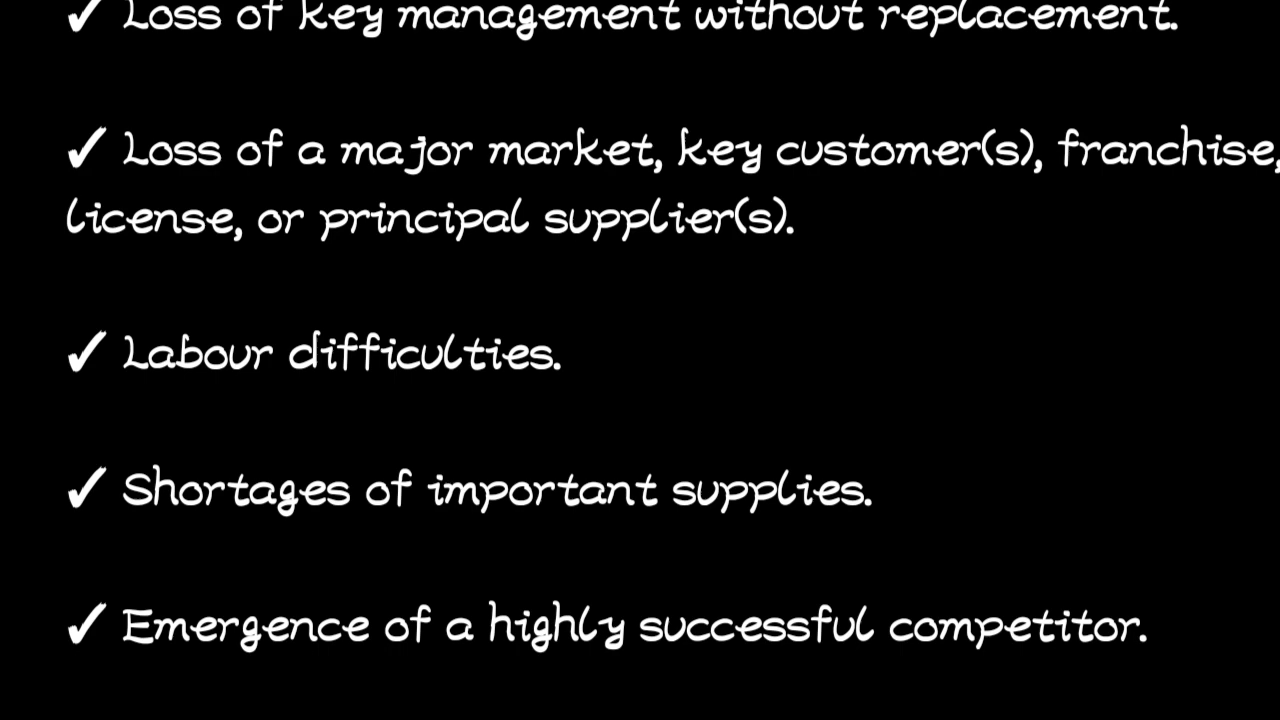 ✓ Loss of key management without replacement.
✓ Loss of a major market, key customer(s), franchise,
license, or principal supplier(s).
✓ Labour difficulties.
✓ Shortages of important supplies.
✓ Emergence of a highly successful competitor.